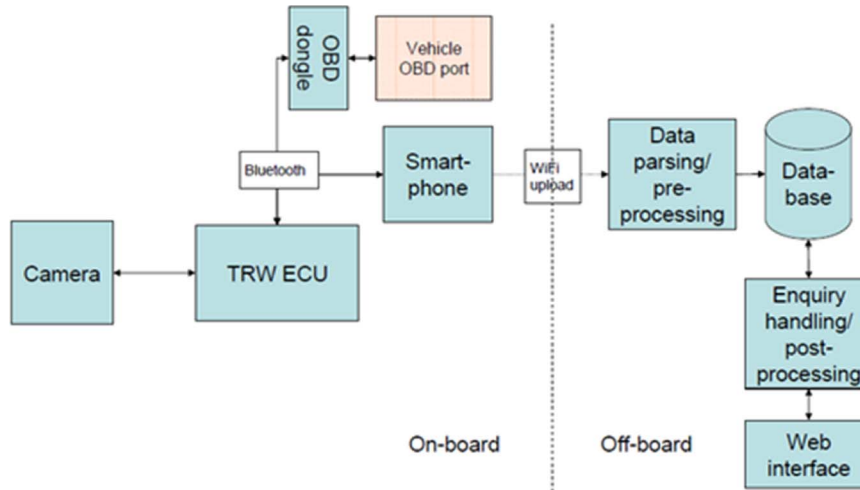 OBD
dongle
Vehicle
OBD port
Bluetooth
Smart-
phone
WiFi
upload
Data
parsing/
pre-
processing
Data-
base
Camera
TRW ECU
Enquiry
handling/
post-
processing
On-board
Off-board
Web
interface